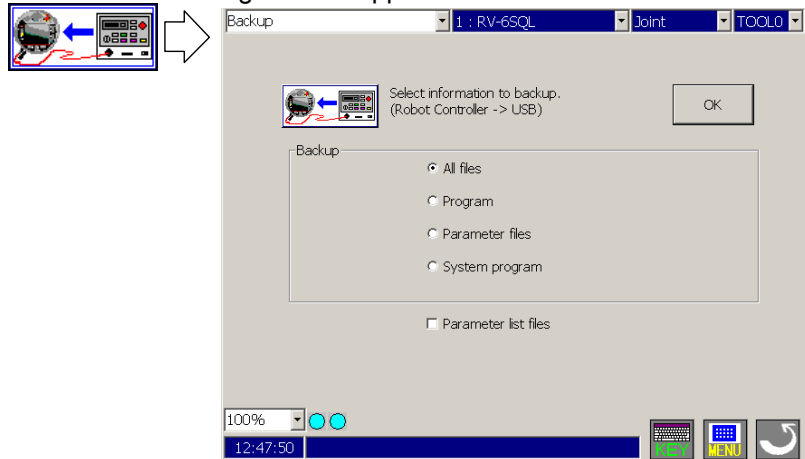 Backup 1 : RV-6SQL Joint TOOL0
Select information to backup.
(Robot Controller -> USB)
OK
Backup
All files
Program
Parameter files
System program
Parameter list files
100%
12:47:50
KEY MENU